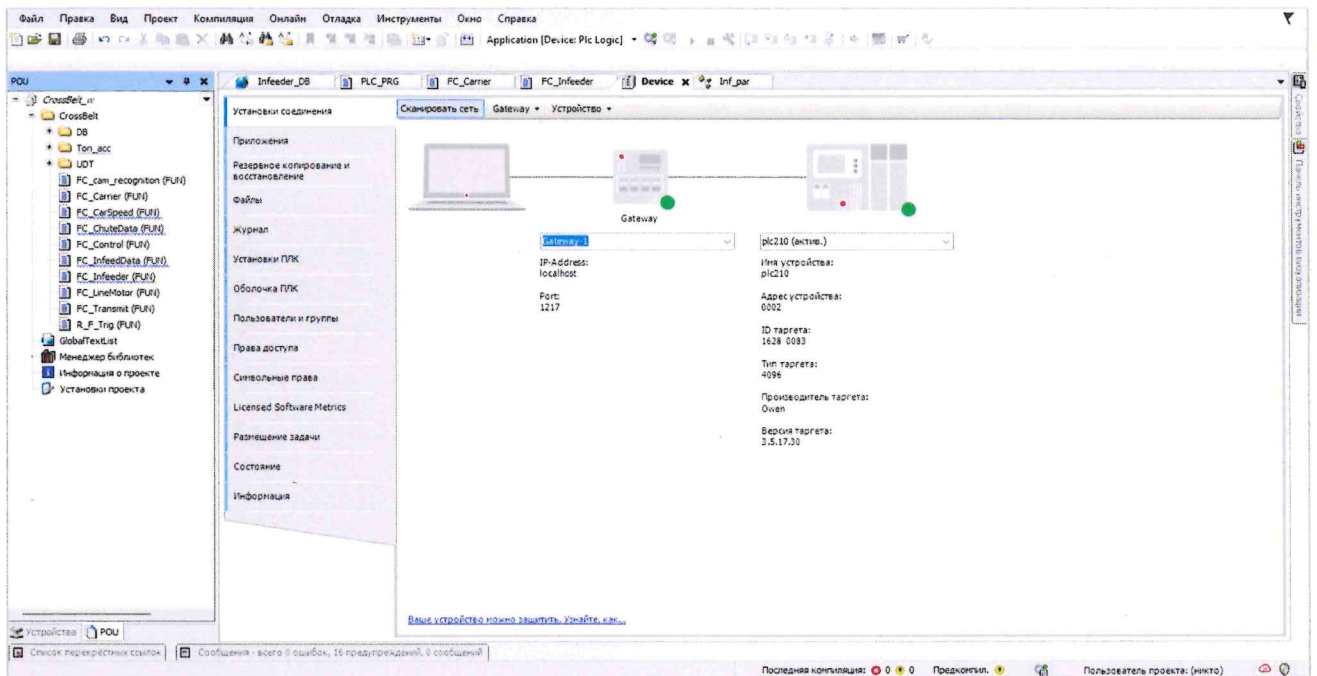 Файл Правка Вид Проект Компиляция Онлайн Отладка Инструменты Окно Справка
Application [Device: Plc Logic]
POU
Infeeder_DB PLC_PRG FC_Carrier FC_Infeeder Device Inf_par
CrossBelt_w
CrossBelt
DB
Ton_acc
UDT
FC_cam_recogniton (FUN)
FC_Carrier (FUN)
FC_CarSpeed (FUN)
FC_ChuteData (FUN)
FC_Control (FUN)
FC_InfeedData (FUN)
FC_Infeeder (FUN)
FC_LineMotor (FUN)
FC_Transmit (FUN)
R_F_Trig (FUN)
GlobalTextList
Менеджер библиотек
Информация о проекте
Установки проекта
Установки соединения
Приложения
Резервное копирование и
восстановление
Файлы
Журнал
Установки ПЛК
Оболочка ПЛК
Пользователи и группы
Права доступа
Символьные права
Licensed Software Metrics
Размещение задачи
Состояние
Информация
Сканировать сеть Gateway Устройство
Gateway
Gateway-1
IP-Address:
localhost
Port:
1217
plc210 (актив.)
Имя устройства:
plc210
Адрес устройства:
0002
ID таргета:
1628 0083
Тип таргета:
4096
Производитель таргета:
Owen
Версия таргета:
3.5.17.30
Ваше устройство можно защитить. Узнайте, как...
Свойства
Панель инструментов визуализации
Устройства POU
Список перекрёстных ссылок Сообщения - всего 0 ошибок, 16 предупреждений, 0 сообщений
Последняя компиляция: 0 0 Предкомпил. Пользователь проекта: (никто)